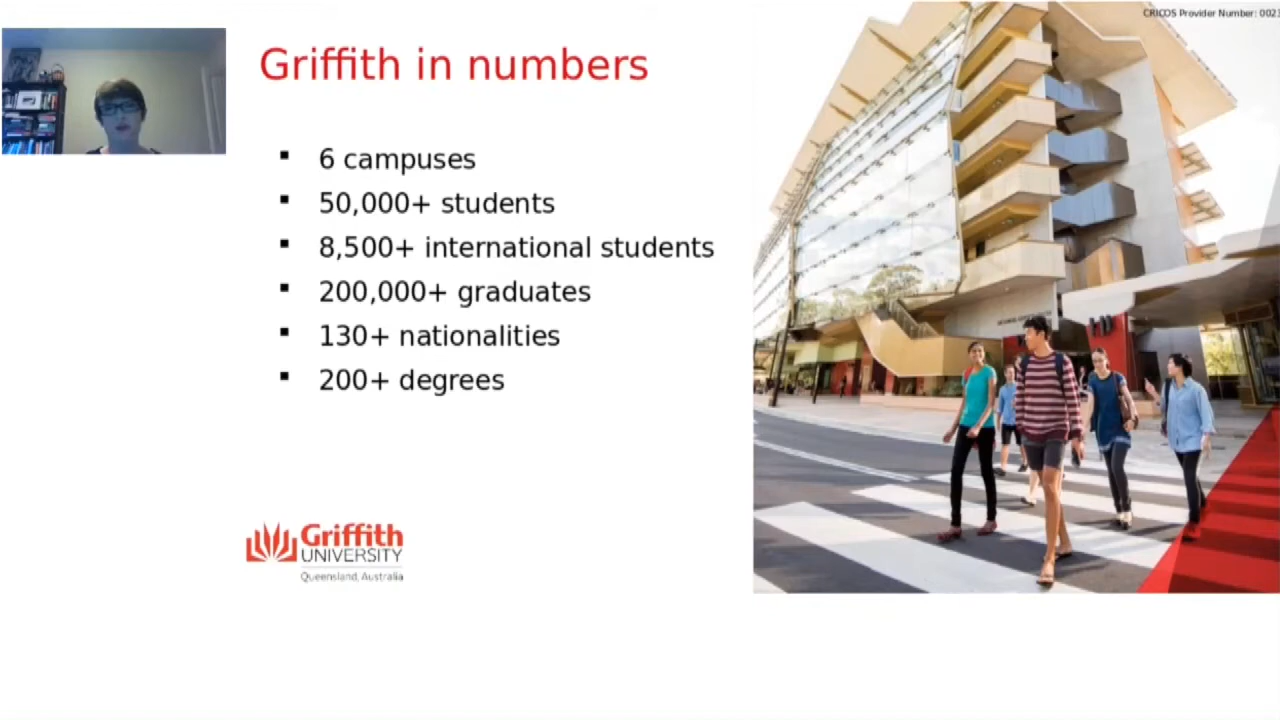 CRICOS Provider Number: 002
Griffith in numbers
6 campuses
50,000+ students
8,500+ international students
200,000+ graduates
130+ nationalities
200+ degrees
Griffith
UNIVERSITY
Queensland, Australia